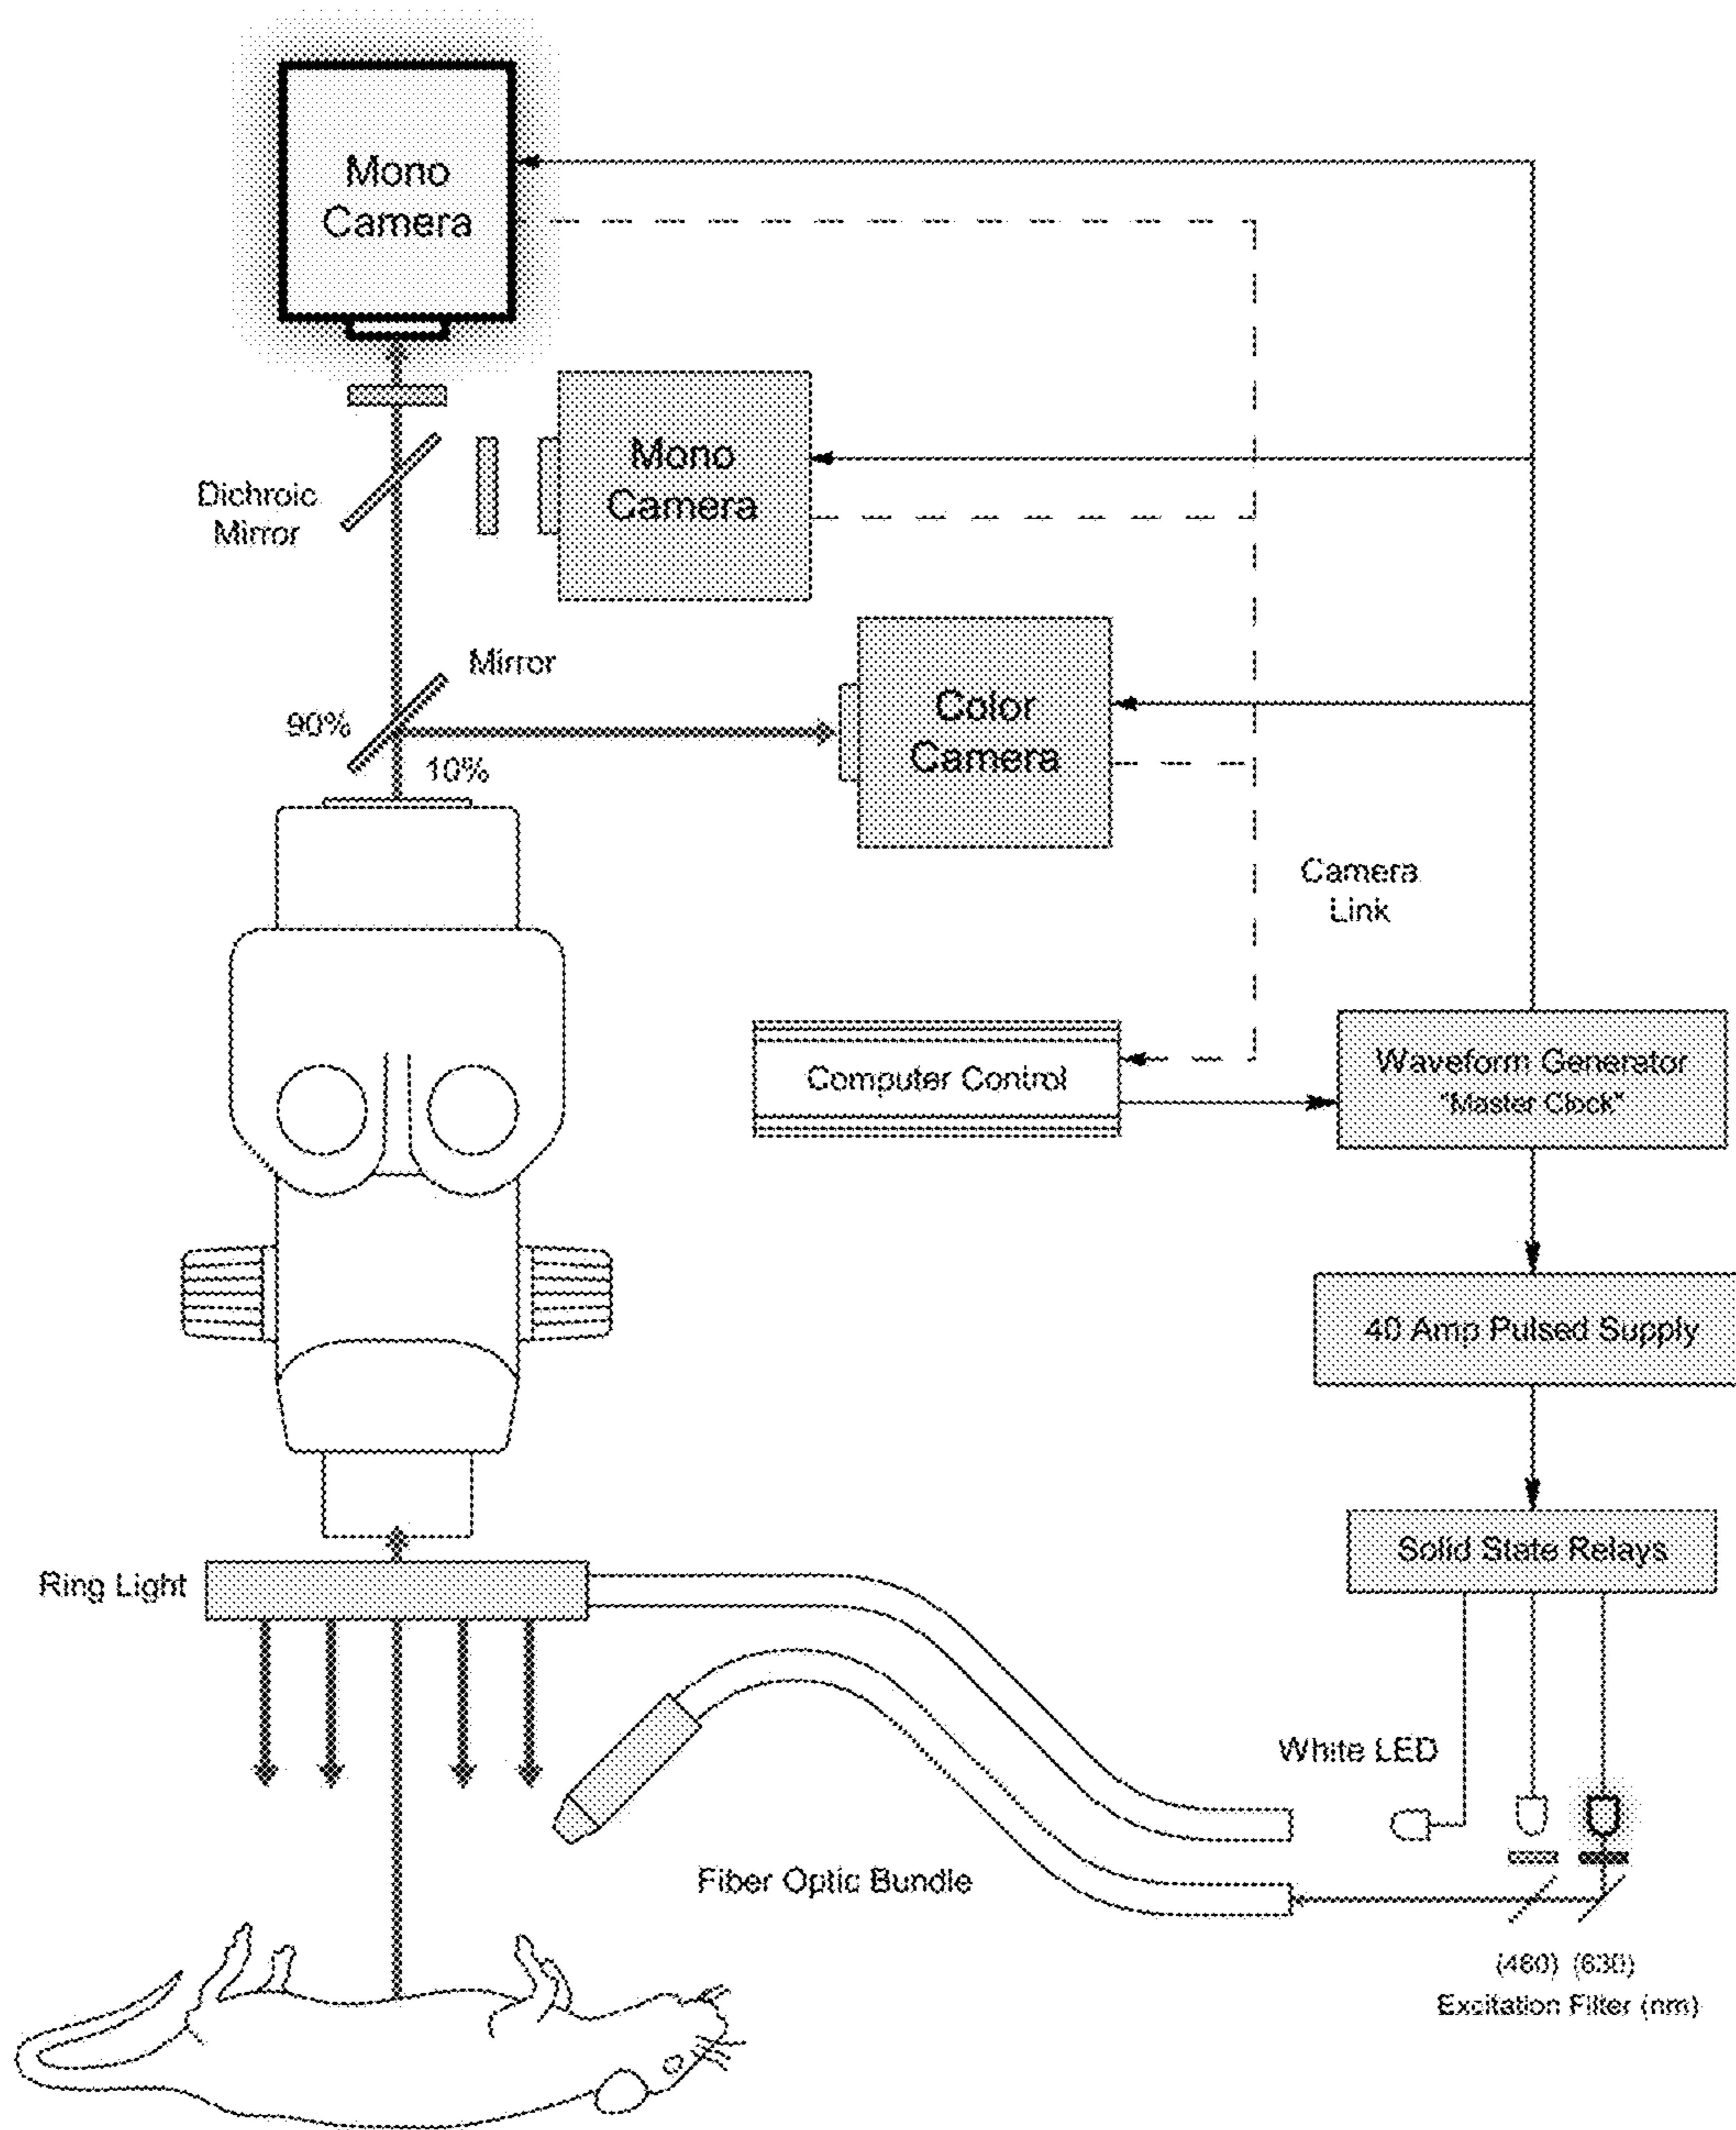 Mono
Camera
Mono
Camera
Dichroic
Mirror
Mirror
90%
10%
Color
Camera
Camera
Link
Computer Control
Waveform Generator
"Master Clock"
40 Amp Pulsed Supply
Solid State Relays
Ring Light
White LED
Fiber Optic Bundle
(460) (630)
Excitation Filter (nm)